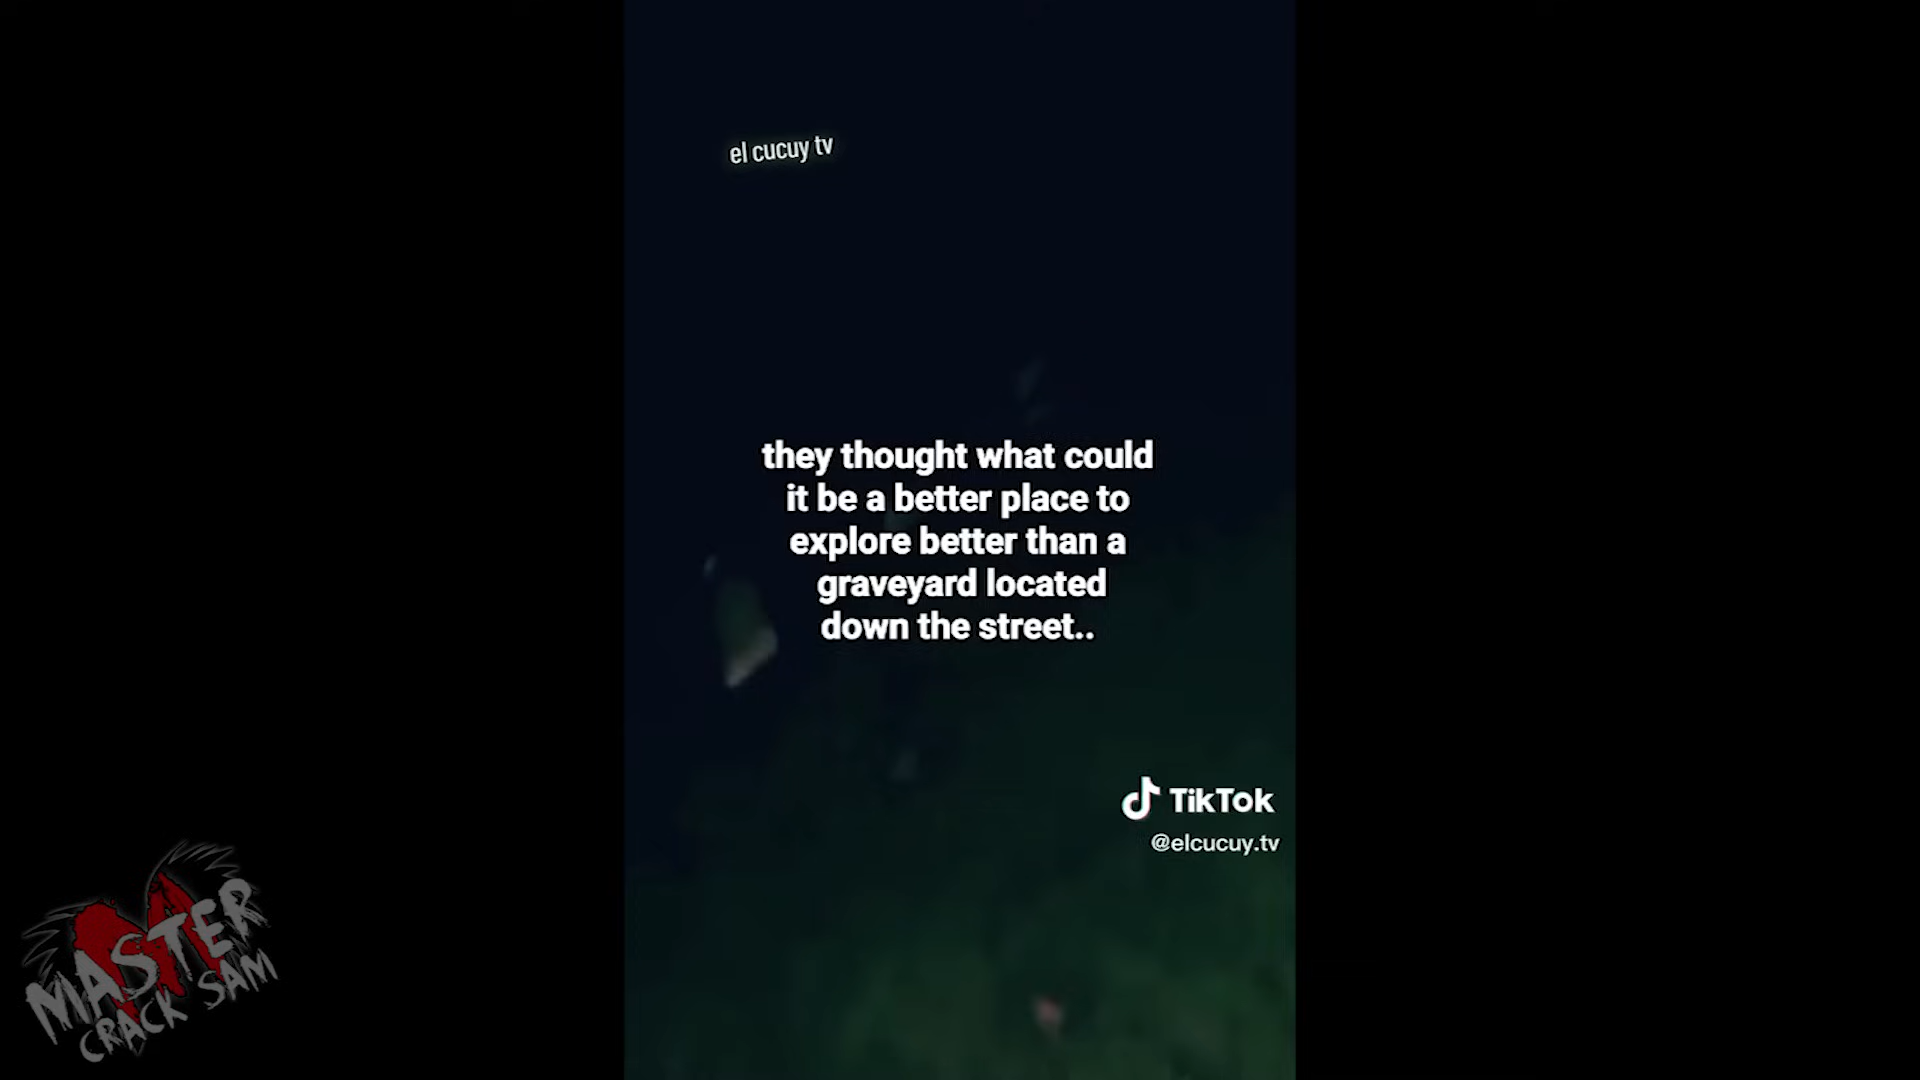 el cucuy tv
they thought what could
it be a better place to
explore better than a
graveyard located
down the street..
TikTok
@elcucuy.tv
MASTER
CRACK SAM